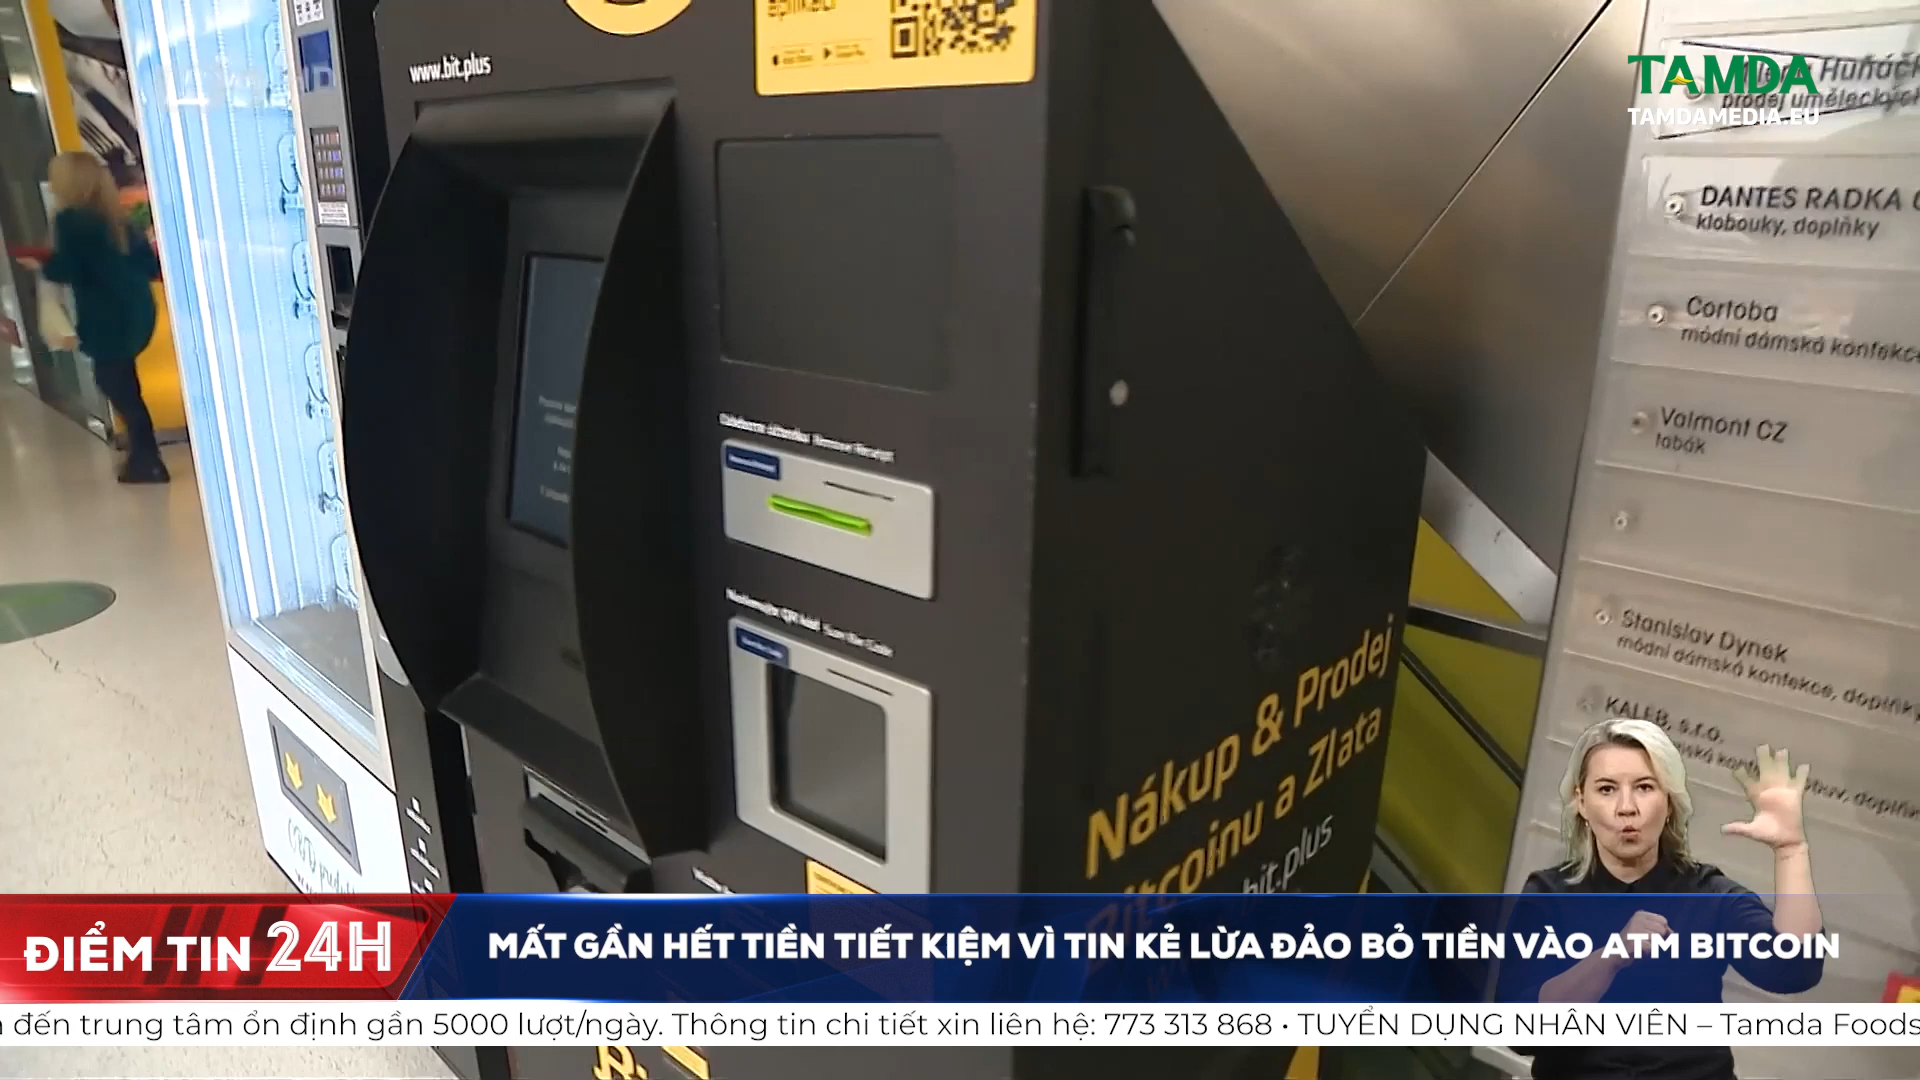 www.bit.plus
TAMDA
TAMDAMEDIA.EU
prodej uměleckých
DANTES RADKA
klobouky, doplňky
Cortoba
módní dámská konfekce
Valmont CZ
tabák
Stanislav Dynek
módní dámská konfekce, doplňky
KALEB, s.r.o.
Nákup & Prodej
Bitcoinu a Zlata
bit.plus
ĐIỂM TIN 24H
MẤT GẦN HẾT TIỀN TIẾT KIỆM VÌ TIN KẺ LỪA ĐẢO BỎ TIỀN VÀO ATM BITCOIN
đến trung tâm ổn định gần 5000 lượt/ngày. Thông tin chi tiết xin liên hệ: 773 313 868 • TUYỂN DỤNG NHÂN VIÊN – Tamda Foods